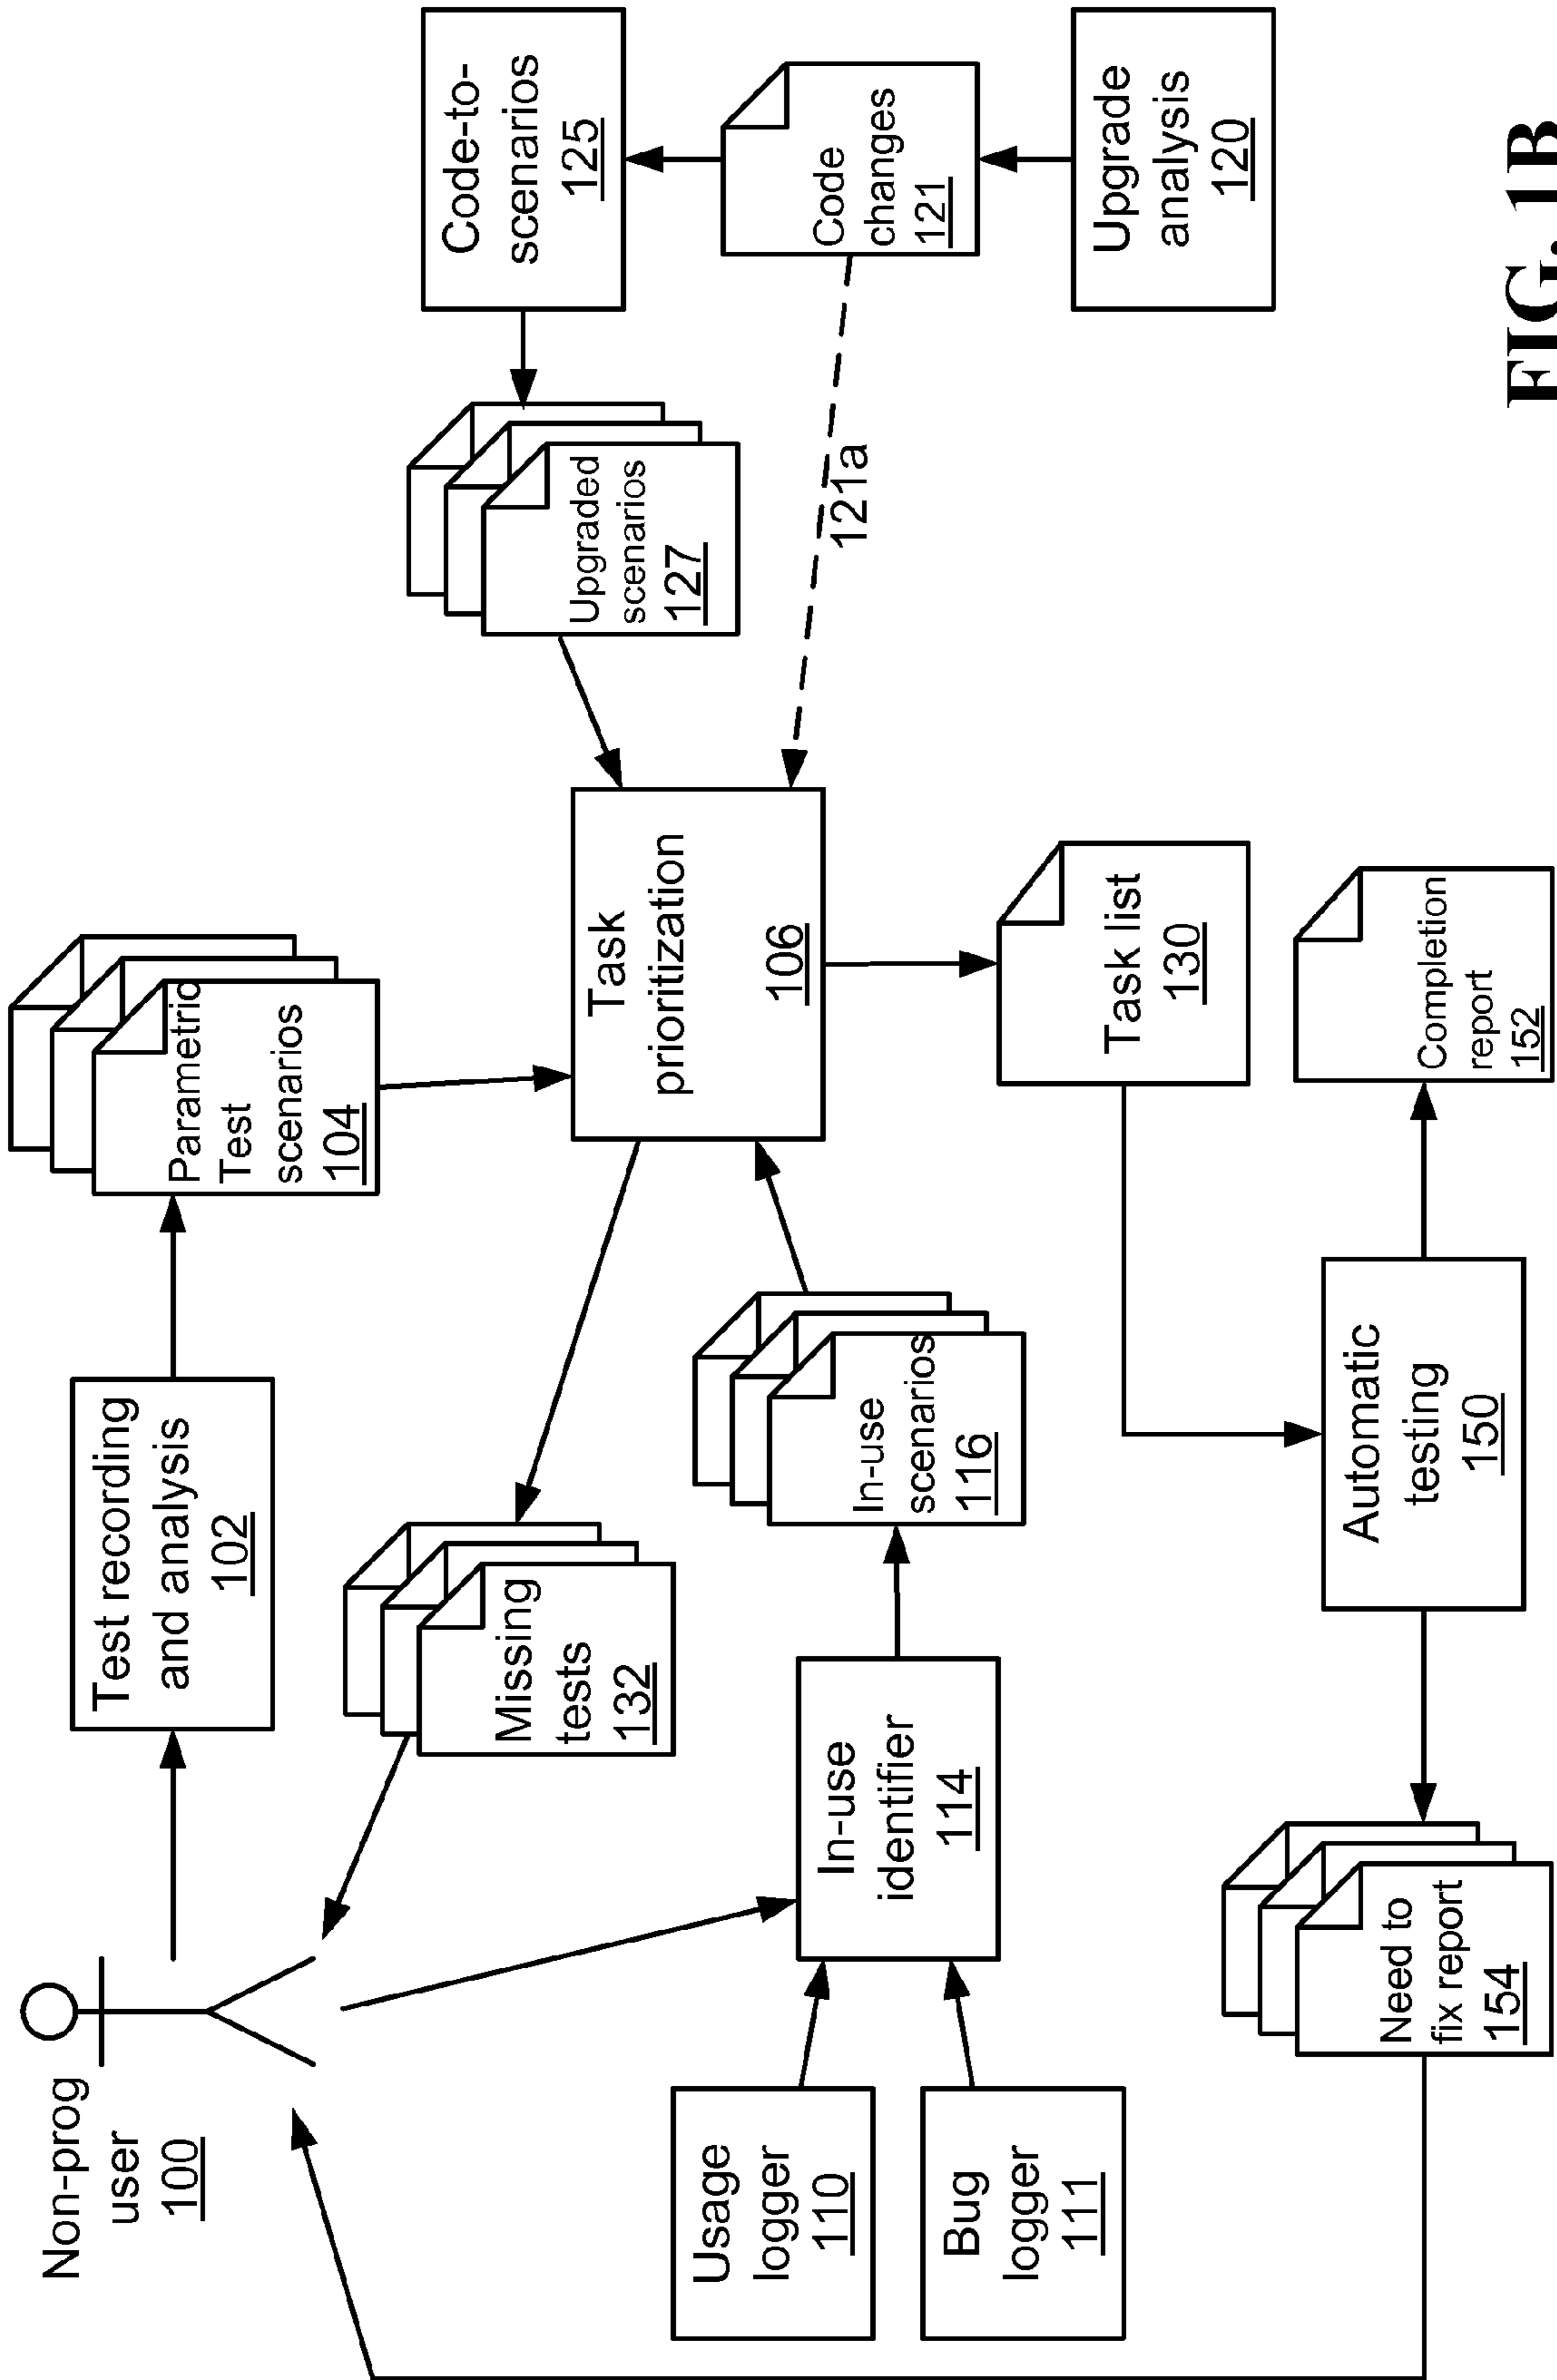 Non-prog
user
100
Test recording
and analysis
102
Parametric
Test
scenarios
104
Code-to-
scenarios
125
Upgraded
scenarios
127
Missing
tests
132
Task
prioritization
106
121a
Code
changes
121
Usage
logger
110
Bug
logger
111
In-use
identifier
114
In-use
scenarios
116
Task list
130
Upgrade
analysis
120
Need to
fix report
154
Automatic
testing
150
Completion
report
152
FIG. 1B